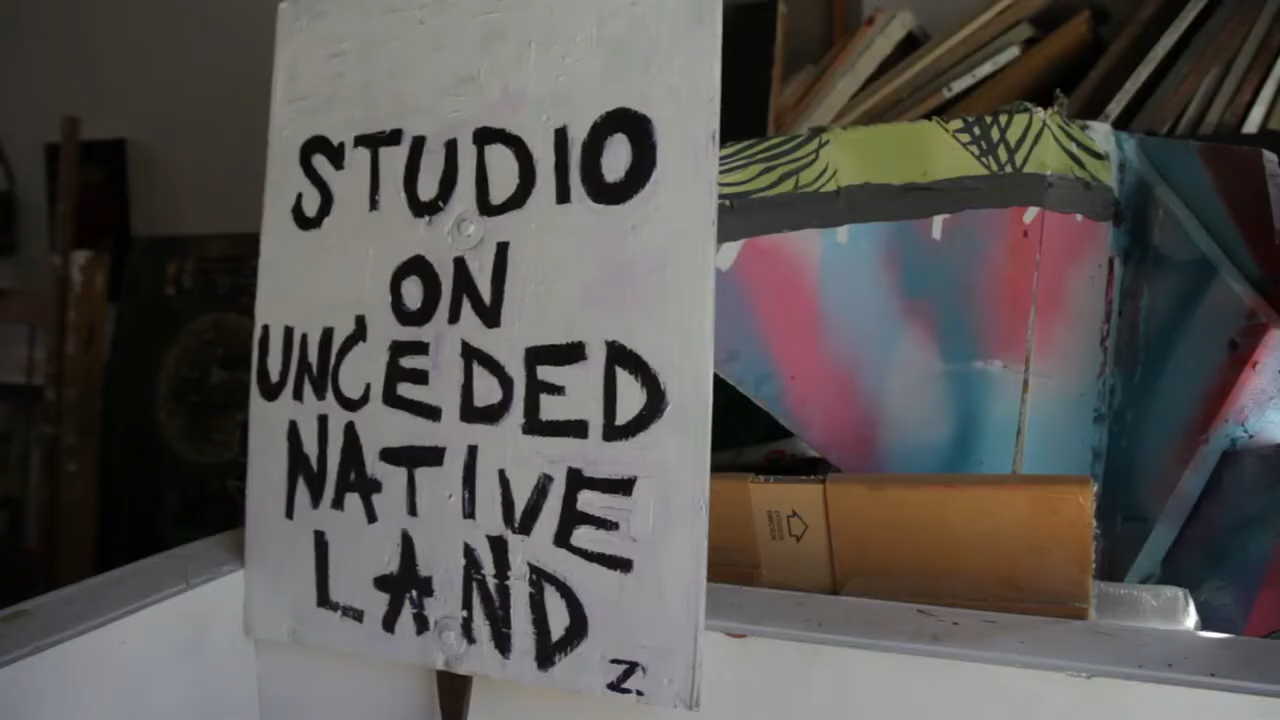 STUDIO
ON
UNCEDED
NATIVE
LAND
Z.